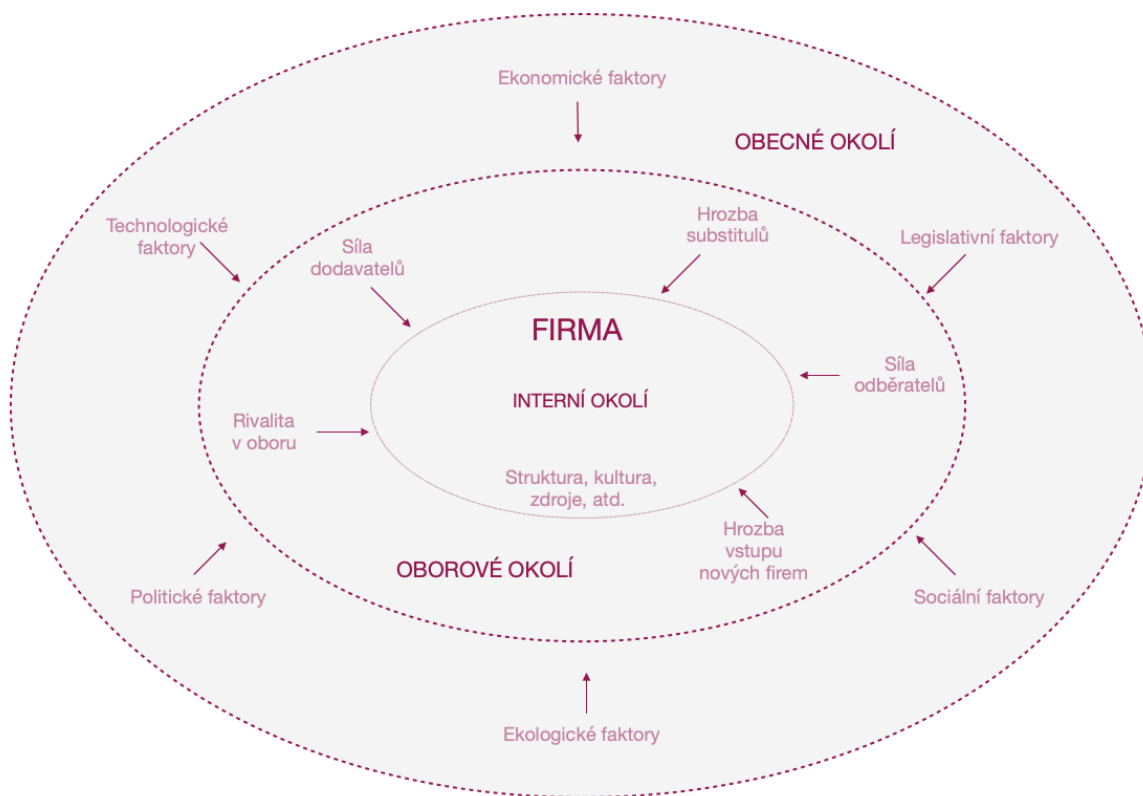 Ekonomické faktory
OBECNÉ OKOLÍ
Technologické
faktory
Síla
dodavatelů
Hrozba
substitulů
Legislativní faktory
FIRMA
INTERNÍ OKOLÍ
Síla
odběratelů
Rivalita
v oboru
Struktura, kultura,
zdroje, atd.
Hrozba
vstupu
nových firem
OBOROVÉ OKOLÍ
Politické faktory
Sociální faktory
Ekologické faktory